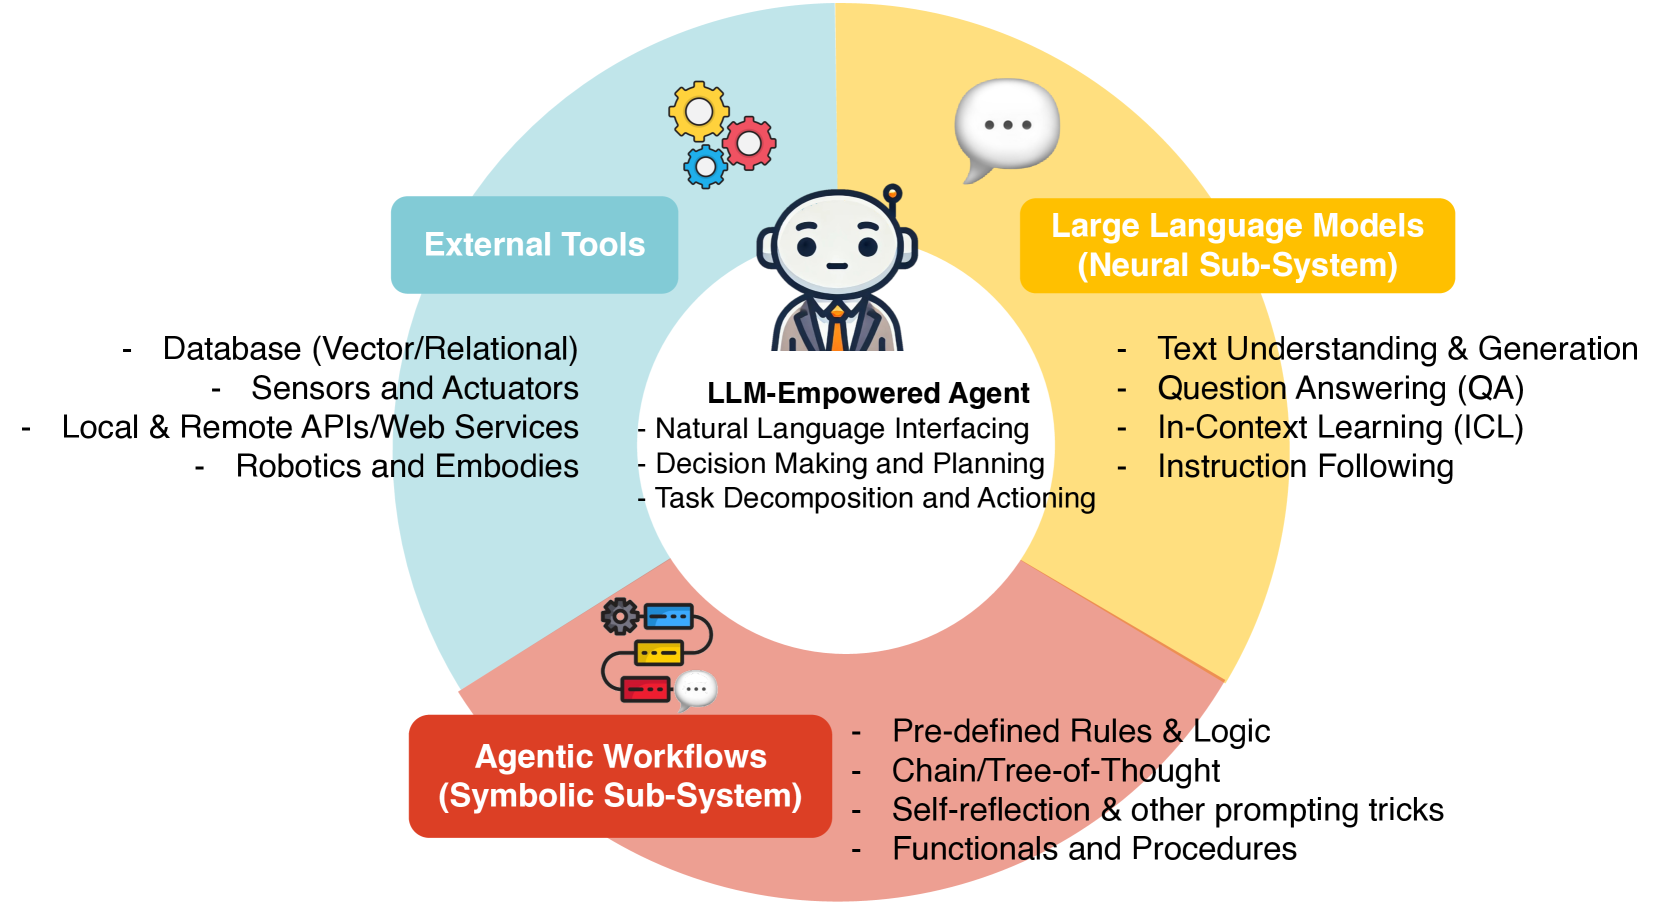 External Tools
- Database (Vector/Relational)
- Sensors and Actuators
- Local & Remote APIs/Web Services
- Robotics and Embodies
LLM-Empowered Agent
- Natural Language Interfacing
- Decision Making and Planning
- Task Decomposition and Actioning
Large Language Models
(Neural Sub-System)
- Text Understanding & Generation
- Question Answering (QA)
- In-Context Learning (ICL)
- Instruction Following
Agentic Workflows
(Symbolic Sub-System)
- Pre-defined Rules & Logic
- Chain/Tree-of-Thought
- Self-reflection & other prompting tricks
- Functionals and Procedures